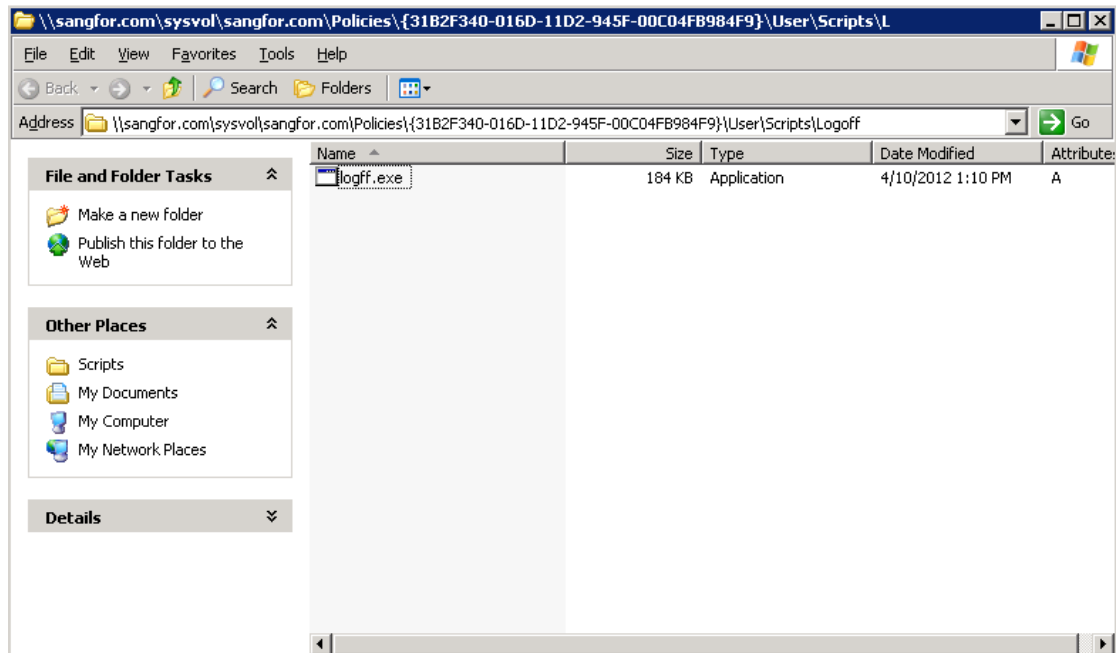 \\sangfor.com\sysvol\sangfor.com\Policies\{31B2F340-016D-11D2-945F-00C04FB984F9}\User\Scripts\L
File Edit View Favorites Tools Help
Back Search Folders
Address \\sangfor.com\sysvol\sangfor.com\Policies\{31B2F340-016D-11D2-945F-00C04FB984F9}\User\Scripts\Logoff Go
Name Size Type Date Modified Attributes
logff.exe 184 KB Application 4/10/2012 1:10 PM A
File and Folder Tasks
Make a new folder
Publish this folder to the
Web
Other Places
Scripts
My Documents
My Computer
My Network Places
Details